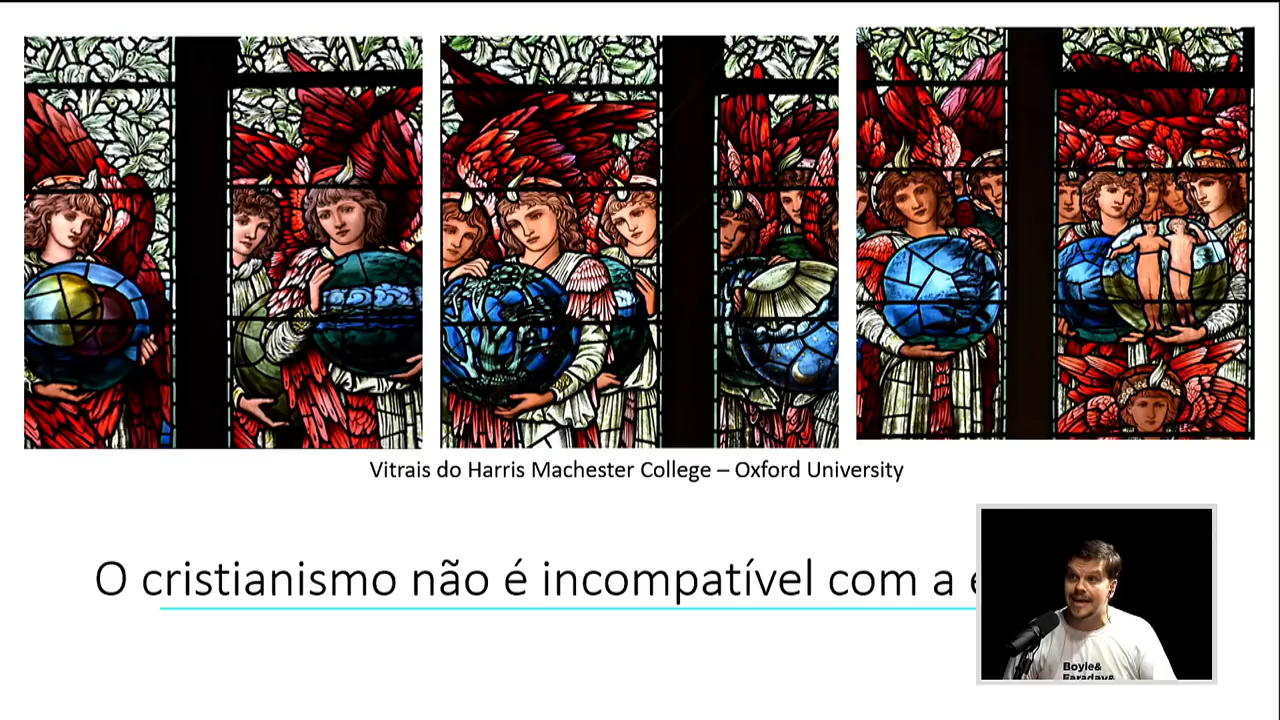 Vitrais do Harris Machester College – Oxford University
O cristianismo não é incompatível com a
Boyle&
Faraday&